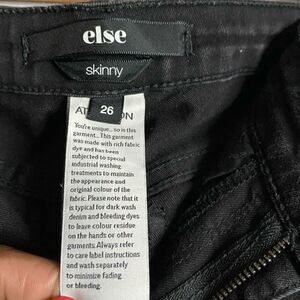 else
skinny
26
You're unique... so is this
garment... This garment
was made with rich fabric
dye and has been
subjected to special
industrial washing
treatments to maintain
the appearance and
original colour of the
fabric. Please note that it
is typical for dark wash
denim and bleeding dyes
to leave colour residue
on the hands or other
garments. Always refer
to care label instructions
and wash separately
to minimize fading
or bleeding.